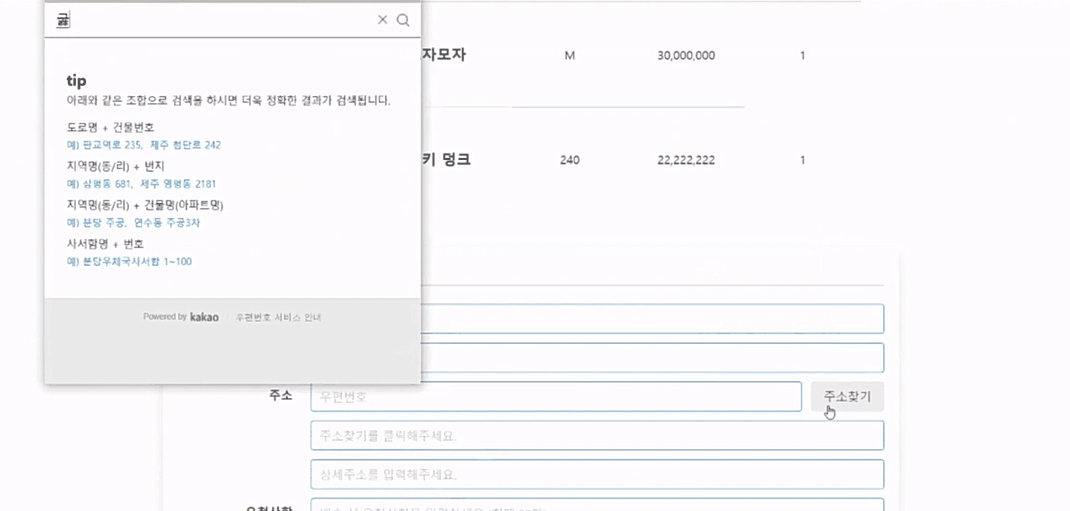 tip
아래와 같은 조합으로 검색을 하시면 더욱 정확한 결과가 검색됩니다.
도로명 + 건물번호
예) 판교역로 235, 제주 첨단로 242
지역명(동/리) + 번지
예) 삼평동 681, 제주 영평동 2181
지역명(동/리) + 건물명(아파트명)
예) 분당 주공, 연수동 주공3차
사서함명 + 번호
예) 분당우체국사서함 1~100
Powered by kakao 우편번호 서비스 안내
자모자 M 30,000,000 1
키 덩크 240 22,222,222 1
주소 우편번호 주소찾기
주소찾기를 클릭해주세요.
상세주소를 입력해주세요.